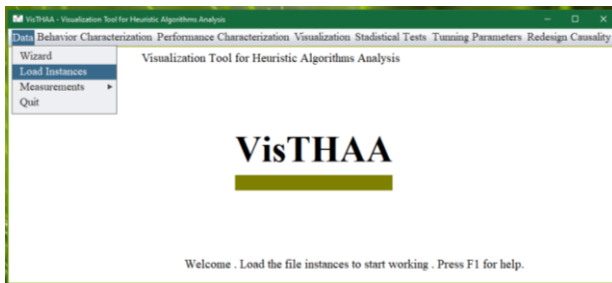 VisTHAA - Visualization Tool for Heuristic Algorithms Analysis
Data Behavior Characterization Performance Characterization Visualization Stadistical Tests Tunning Parameters Redesign Causality
Wizard
Load Instances
Measurements
Quit
Visualization Tool for Heuristic Algorithms Analysis
VisTHAA
Welcome . Load the file instances to start working . Press F1 for help.